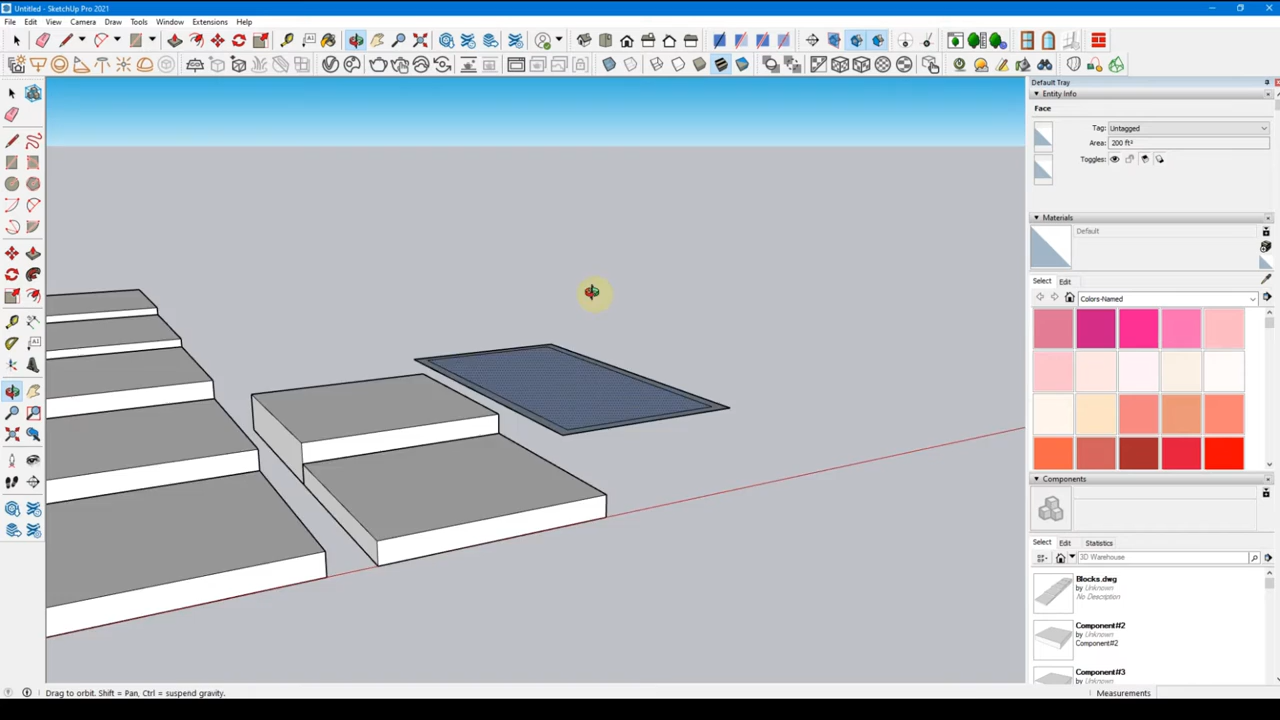 Untitled - SketchUp Pro 2021
File Edit View Camera Draw Tools Window Extensions Help
Default Tray
Entity Info
Face
Tag: Untagged
Area: 200 ft²
Toggles:
Materials
Default
Select Edit
Colors-Named
Components
Select Edit Statistics
3D Warehouse
Blocks.dwg
by Unknown
No Description
Component#2
by Unknown
Component#2
Component#3
by Unknown
Drag to orbit. Shift = Pan, Ctrl = suspend gravity.
Measurements